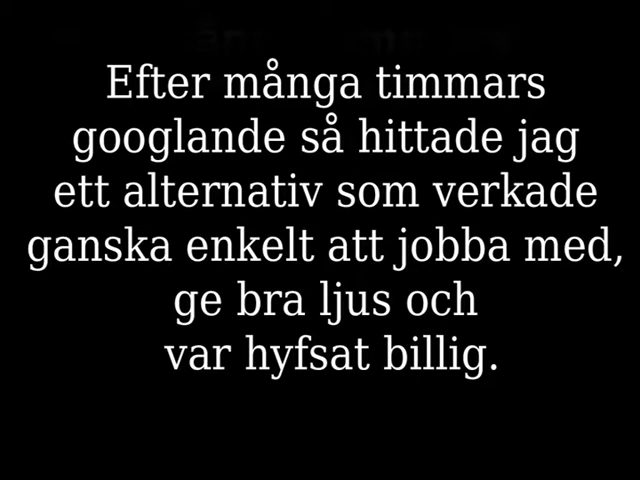 Efter många timmars
googlande så hittade jag
ett alternativ som verkade
ganska enkelt att jobba med,
ge bra ljus och
var hyfsat billig.